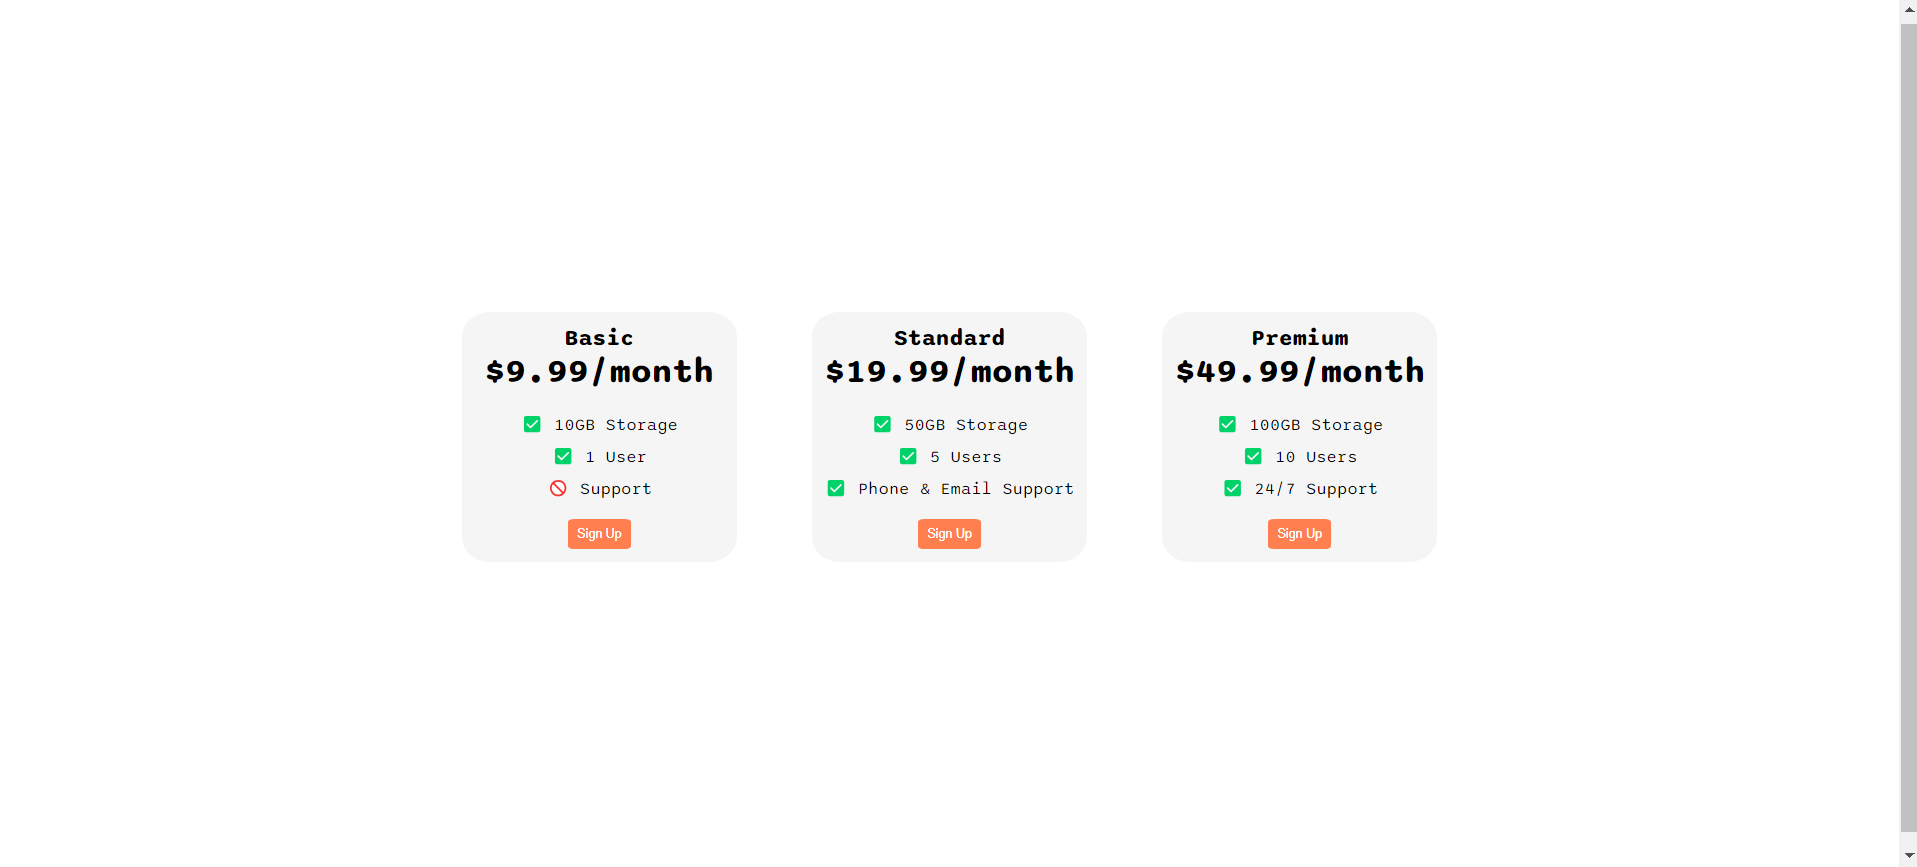 Basic
$9.99/month
10GB Storage
1 User
Support
Sign Up
Standard
$19.99/month
50GB Storage
5 Users
Phone & Email Support
Sign Up
Premium
$49.99/month
100GB Storage
10 Users
24/7 Support
Sign Up